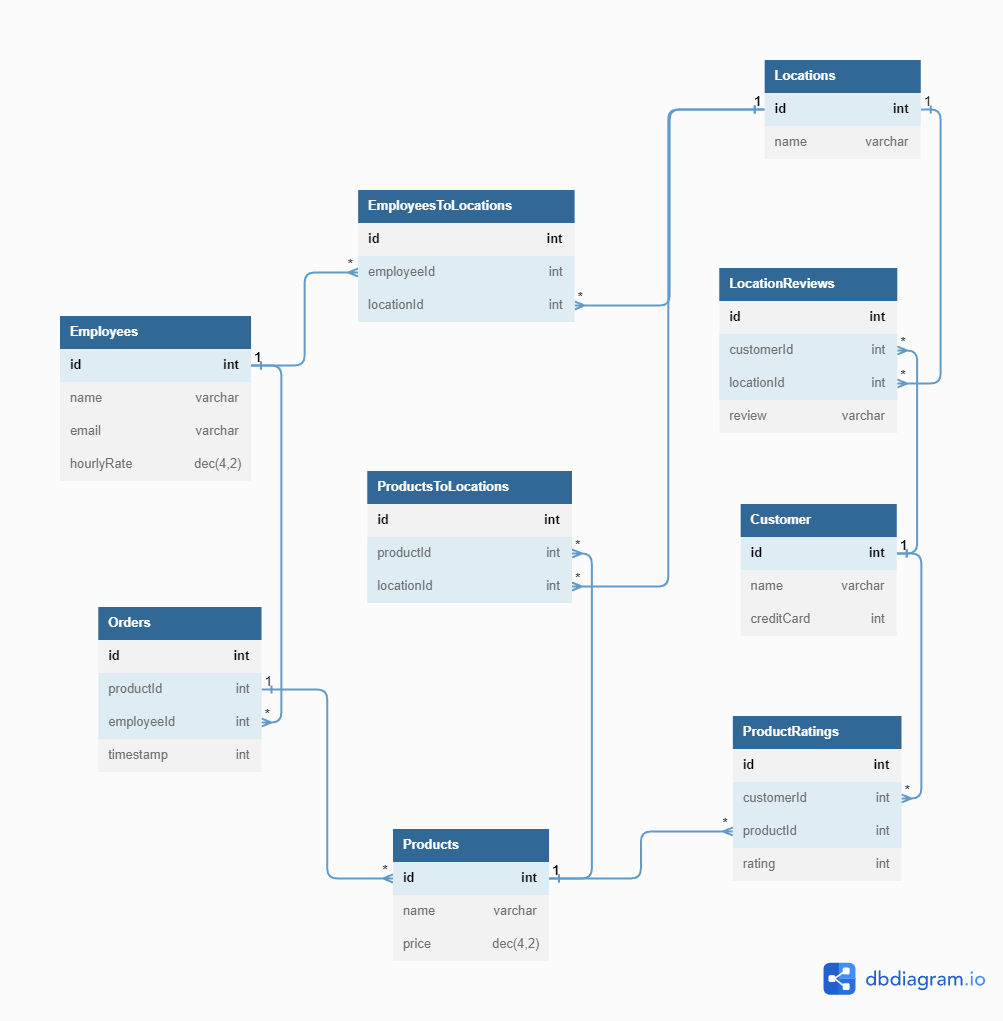 Locations
1 id int 1
name varchar
EmployeesToLocations
id int
* employeeId int
locationId int *
LocationReviews
id int
customerId int *
locationId int *
review varchar
Employees
id int 1
name varchar
email varchar
hourlyRate dec(4,2)
ProductsToLocations
id int
productId int *
locationId int *
Customer
id int 1
name varchar
creditCard int
Orders
id int
productId int 1
employeeId int *
timestamp int
ProductRatings
id int
customerId int *
* productId int
rating int
Products
* id int 1
name varchar
price dec(4,2)
dbdiagram.io